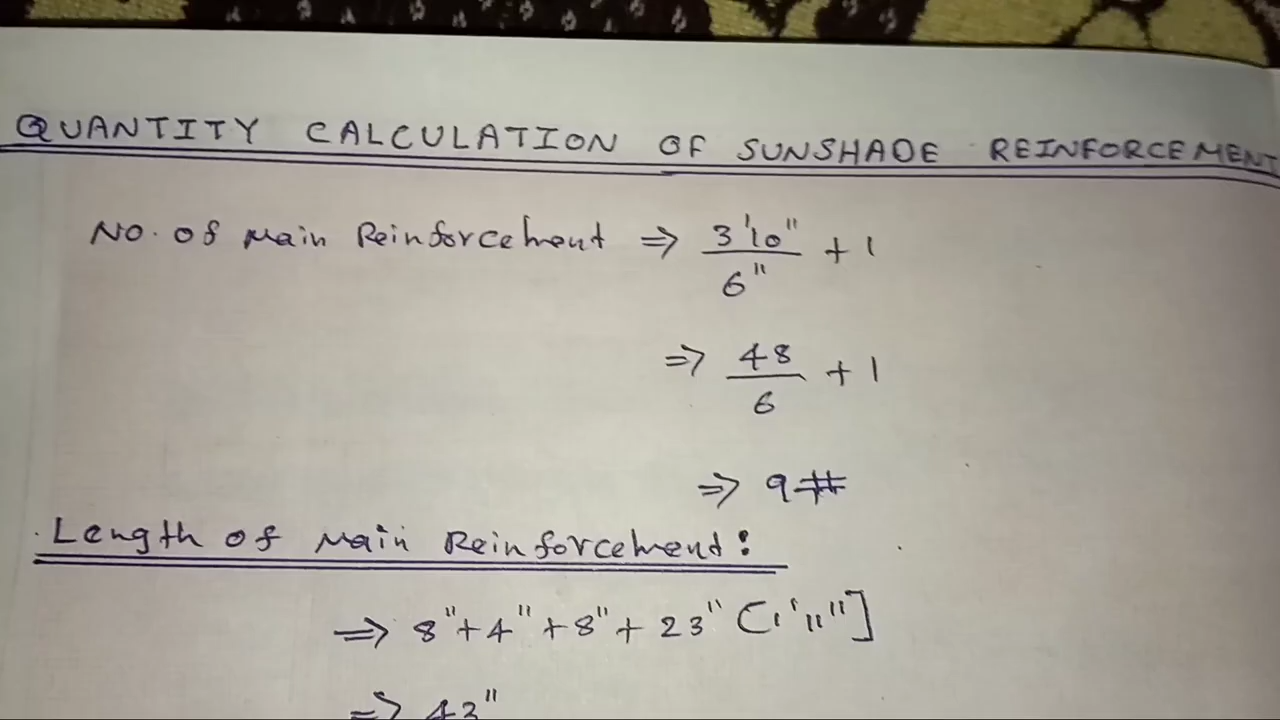 QUANTITY CALCULATION OF SUNSHADE REINFORCEMENT
No. of Main Reinforcement ⇒ 3'10"/6" + 1
⇒ 48/6 + 1
⇒ 9#
Length of Main Reinforcement:
⇒ 8"+4"+8"+23" [1'11"]
⇒ 43"